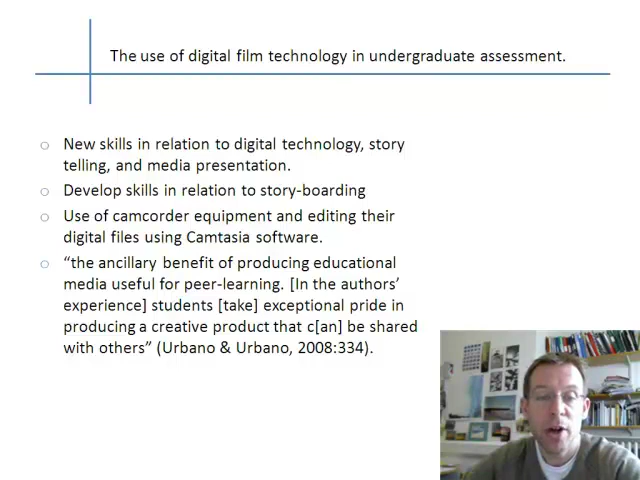 The use of digital film technology in undergraduate assessment.
New skills in relation to digital technology, story
telling, and media presentation.
Develop skills in relation to story-boarding
Use of camcorder equipment and editing their
digital files using Camtasia software.
“the ancillary benefit of producing educational
media useful for peer-learning. [In the authors’
experience] students [take] exceptional pride in
producing a creative product that c[an] be shared
with others” (Urbano & Urbano, 2008:334).